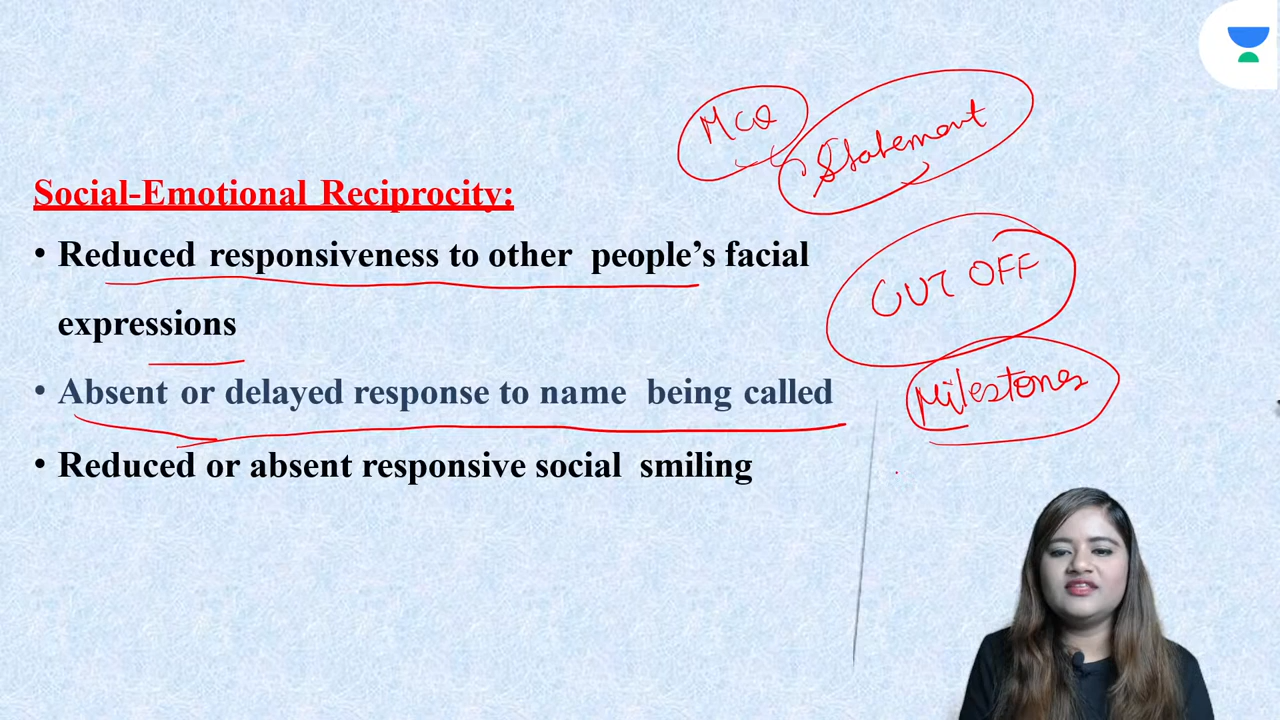 MCQ
Statement
Social-Emotional Reciprocity:
• Reduced responsiveness to other people’s facial
expressions
CUT OFF
• Absent or delayed response to name being called
Milestones
• Reduced or absent responsive social smiling